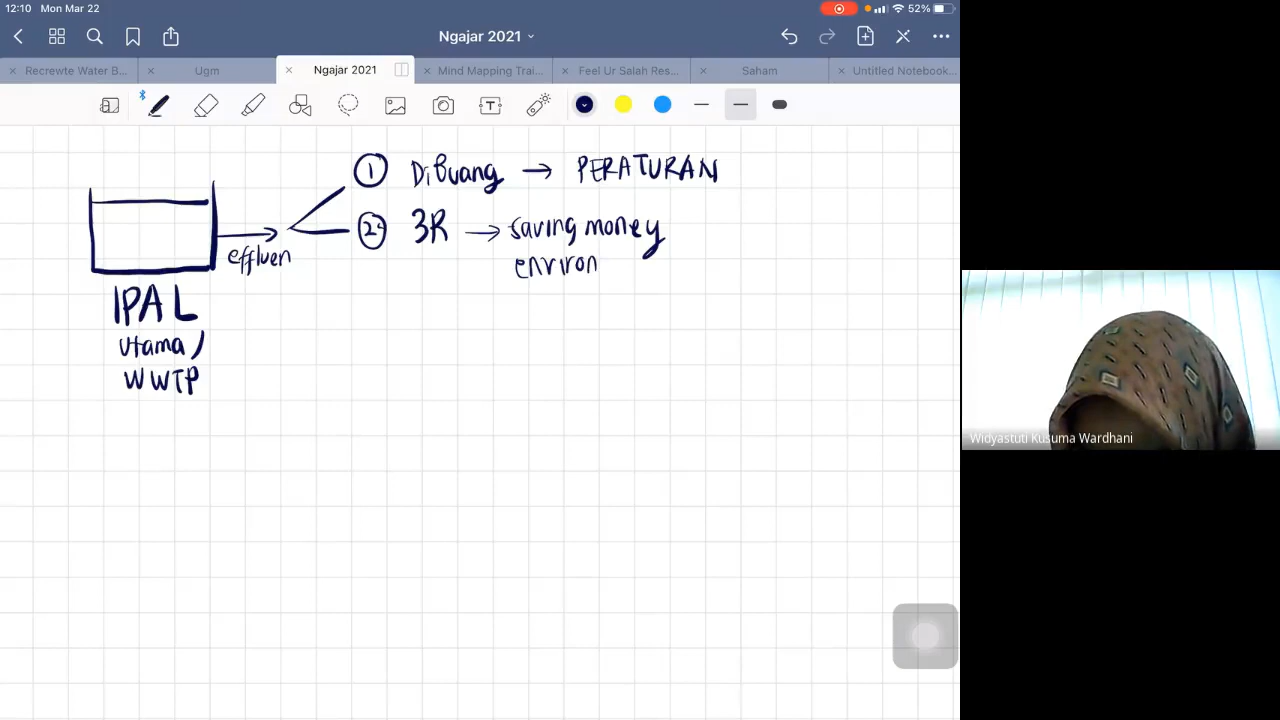 12:10 Mon Mar 22
52%
Ngajar 2021
Recrewte Water B...
Ugm
Ngajar 2021
Mind Mapping Trai...
Feel Ur Salah Res...
Saham
Untitled Notebook...
1 DiBuang → PERATURAN
2. 3R → saving money
environ
effluen
IPAL
Utama /
WWTP
Widyastuti Kusuma Wardhani